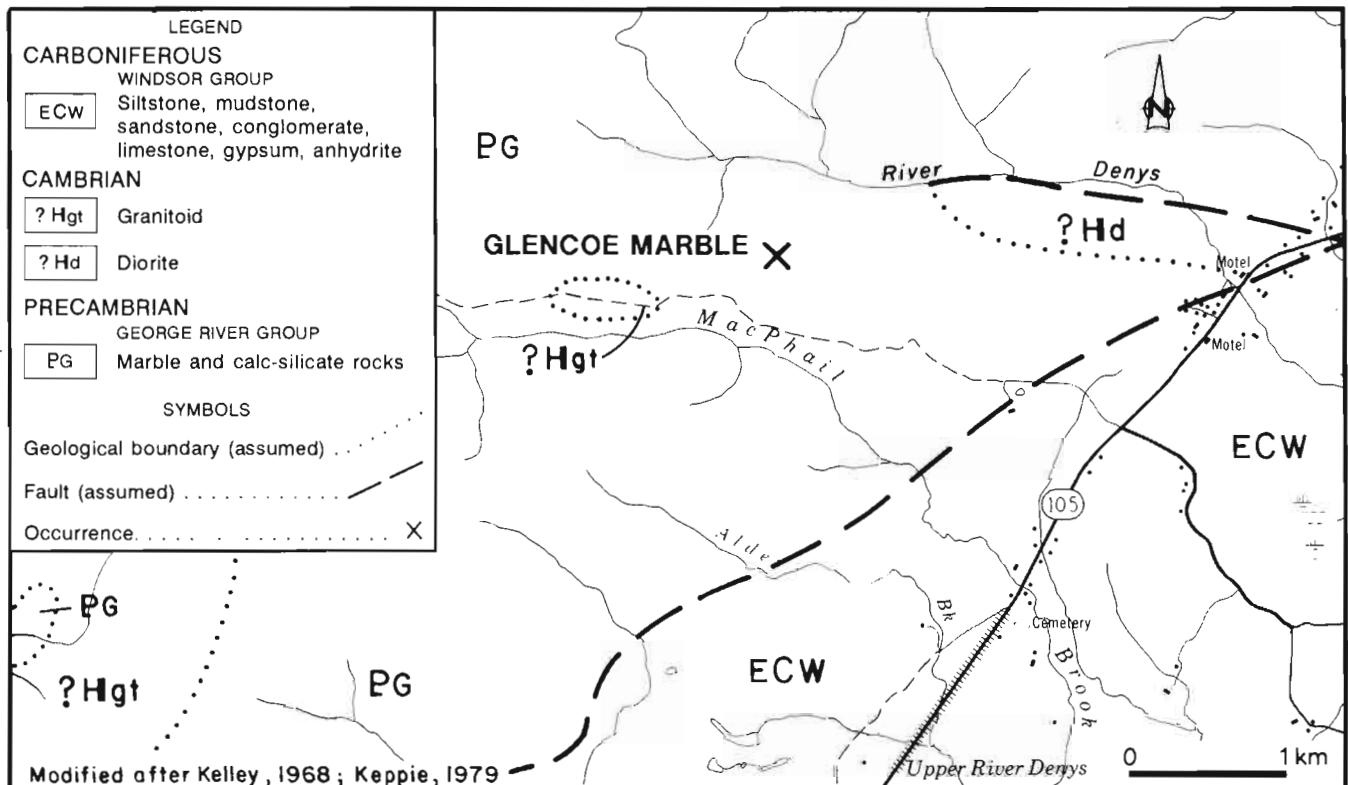 LEGEND
CARBONIFEROUS
WINDSOR GROUP
ECW
Siltstone, mudstone,
sandstone, conglomerate,
limestone, gypsum, anhydrite
CAMBRIAN
?Hgt Granitoid
?Hd Diorite
PRECAMBRIAN
GEORGE RIVER GROUP
PG Marble and calc-silicate rocks
SYMBOLS
Geological boundary (assumed)
Fault (assumed)
Occurrence X
N
PG
River Denys
?Hd
GLENCOE MARBLE X
Motel
MacPhail
?Hgt
Motel
ECW
105
Alde
Bk
PG
Cemetery
ECW
Brook
?Hgt
PG
0 1 km
Upper River Denys
Modified after Kelley, 1968; Keppie, 1979